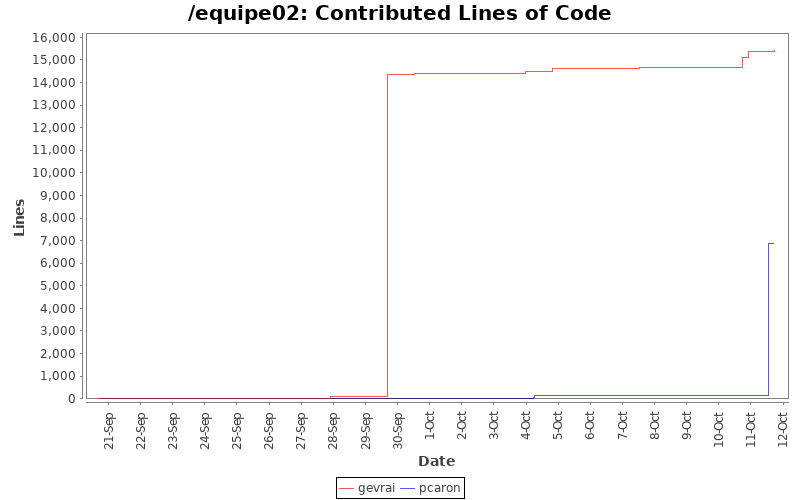 /equipe02: Contributed Lines of Code
16,000
15,000
14,000
13,000
12,000
11,000
10,000
9,000
8,000
7,000
6,000
5,000
4,000
3,000
2,000
1,000
0
Lines
21-Sep
22-Sep
23-Sep
24-Sep
25-Sep
26-Sep
27-Sep
28-Sep
29-Sep
30-Sep
1-Oct
2-Oct
3-Oct
4-Oct
5-Oct
6-Oct
7-Oct
8-Oct
9-Oct
10-Oct
11-Oct
12-Oct
Date
gevrai pcaron